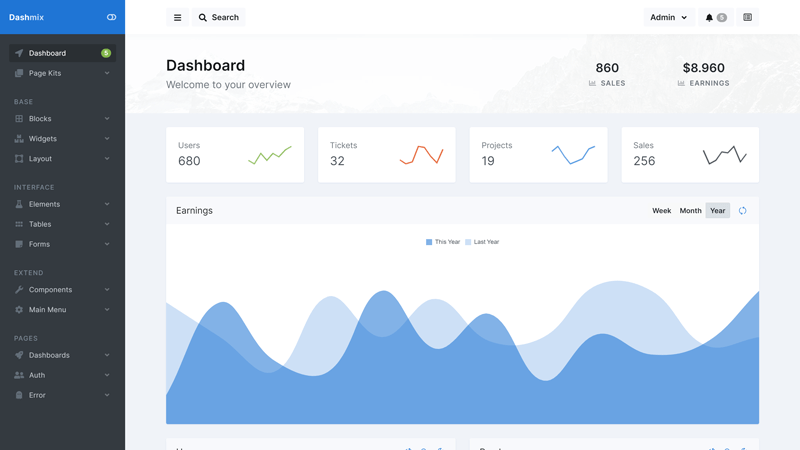 Dashmix
Dashboard 5
Page Kits
BASE
Blocks
Widgets
Layout
INTERFACE
Elements
Tables
Forms
EXTEND
Components
Main Menu
PAGES
Dashboards
Auth
Error
Search
Admin
5
Dashboard
Welcome to your overview
860
SALES
$8.960
EARNINGS
Users
680
Tickets
32
Projects
19
Sales
256
Earnings
Week Month Year
This Year Last Year